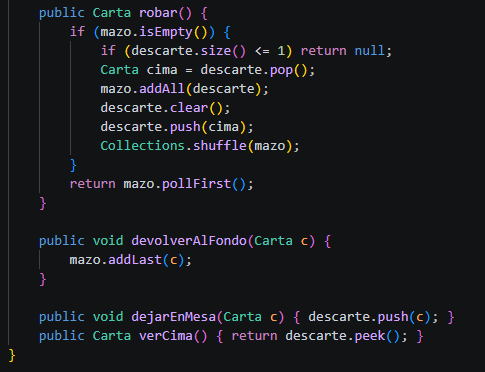 public Carta robar() {
if (mazo.isEmpty()) {
if (descarte.size() <= 1) return null;
Carta cima = descarte.pop();
mazo.addAll(descarte);
descarte.clear();
descarte.push(cima);
Collections.shuffle(mazo);
}
return mazo.pollFirst();
}
public void devolverAlFondo(Carta c) {
mazo.addLast(c);
}
public void dejarEnMesa(Carta c) { descarte.push(c); }
public Carta verCima() { return descarte.peek(); }
}